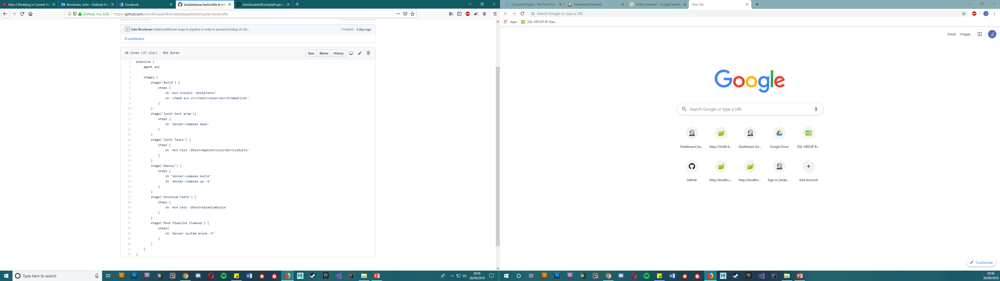 Halo 2 Modding In Current Yea
Brockman, John - Outlook We
Facebook
dnddatabase/Jenkinsfile at mas
JohnDoubleUB/simpleProject-
GitHub, Inc. (US)
https://github.com/JohnDoubleUB/dnddatabase/blob/master/Jenkinsfile
John Brockman Added additional stage to pipeline in order to prevent buildup of old...
776dd65 4 days ago
0 contributors
38 lines (37 sloc) 891 Bytes
Raw Blame History
1 pipeline {
2 agent any
3
4 stages {
5 stage('Build') {
6 steps {
7 sh 'mvn install -DskipTests'
8 sh 'chmod a+x src/test/resources/chromedriver'
9 }
10 }
11 stage('Junit test prep'){
12 steps {
13 sh 'docker-compose down'
14 }
15 }
16 stage('Junit Tests') {
17 steps {
18 sh 'mvn test -Dtest=AppControllerServiceSuite'
19 }
20 }
21 stage('Deploy') {
22 steps {
23 sh 'docker-compose build'
24 sh 'docker-compose up -d'
25 }
26 }
27 stage('Selenium Tests') {
28 steps {
29 sh 'mvn test -Dtest=SeleniumSuite'
30 }
31 }
32 stage('Post Pipeline Cleanup') {
33 steps{
34 sh 'docker system prune -f'
35 }
36 }
37 }
38 }
Type here to search
20:36
26/09/2019
Compute Engine - My First Proje
Dashboard [Jenkins]
what is docker? - Google Search
New Tab
Search Google or type a URL
ABP
J
Apps
SQL GROUP BY Stat...
Gmail Images
J
Google
Search Google or type a URL
Dashboard [Je...
http://34.89.4...
Dashboard [Je...
Google Drive
SQL GROUP B...
GitHub
http://localho...
http://localho...
Sign in [Jenki...
Add shortcut
Customise
20:36
26/09/2019